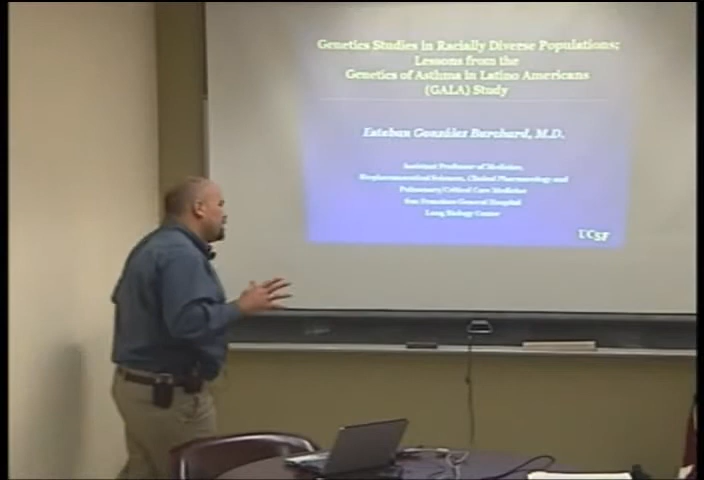 Genetics Studies in Racially Diverse Populations;
Lessons from the
Genetics of Asthma in Latino Americans
(GALA) Study
Esteban González Burchard, M.D.
Assistant Professor of Medicine,
Biopharmaceutical Sciences, Clinical Pharmacology and
Pulmonary/Critical Care Medicine
San Francisco General Hospital
Lung Biology Center
UCSF